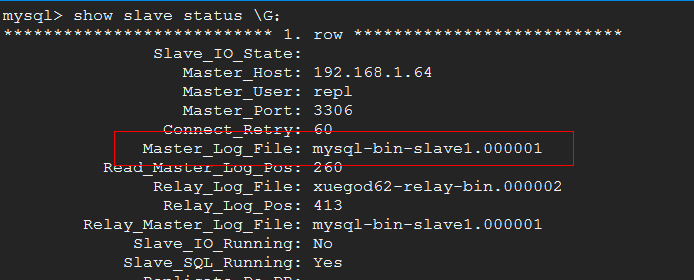 mysql> show slave status \G;
*************************** 1. row ***************************
Slave_IO_State:
Master_Host: 192.168.1.64
Master_User: repl
Master_Port: 3306
Connect_Retry: 60
Master_Log_File: mysql-bin-slave1.000001
Read_Master_Log_Pos: 260
Relay_Log_File: xuegod62-relay-bin.000002
Relay_Log_Pos: 413
Relay_Master_Log_File: mysql-bin-slave1.000001
Slave_IO_Running: No
Slave_SQL_Running: Yes